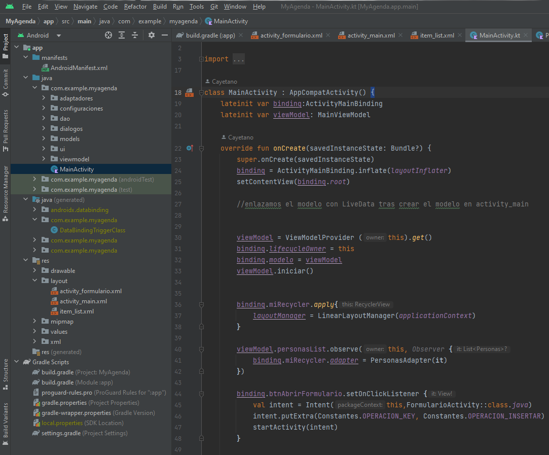 File Edit View Navigate Code Refactor Build Run Tools Git Window Help MyAgenda - MainActivity.kt [MyAgenda.app.main]
MyAgenda app src main java com example myagenda MainActivity
Android
build.gradle (:app)
activity_formulario.xml
activity_main.xml
item_list.xml
MainActivity.kt
Project
Commit
Pull Requests
Resource Manager
Structure
Build Variants
app
manifests
AndroidManifest.xml
java
com.example.myagenda
adaptadores
configuraciones
dao
dialogos
models
ui
viewmodel
MainActivity
com.example.myagenda (androidTest)
com.example.myagenda (test)
java (generated)
androidx.databinding
com.example.myagenda
DataBindingTriggerClass
com.example.myagenda
com.example.myagenda
res
drawable
layout
activity_formulario.xml
activity_main.xml
item_list.xml
mipmap
values
xml
res (generated)
Gradle Scripts
build.gradle (Project: MyAgenda)
build.gradle (Module :app)
proguard-rules.pro (ProGuard Rules for ":app")
gradle.properties (Project Properties)
gradle-wrapper.properties (Gradle Version)
local.properties (SDK Location)
settings.gradle (Project Settings)
2
3 import ...
17
Cayetano
18 class MainActivity : AppCompatActivity() {
19 lateinit var binding:ActivityMainBinding
20 lateinit var viewModel: MainViewModel
21
Cayetano
22 override fun onCreate(savedInstanceState: Bundle?) {
23 super.onCreate(savedInstanceState)
24 binding = ActivityMainBinding.inflate(layoutInflater)
25 setContentView(binding.root)
26
27 //enlazamos el modelo con LiveData tras crear el modelo en activity_main
28
29
30 viewModel = ViewModelProvider ( owner: this).get()
31 binding.lifecycleOwner = this
32 binding.modelo = viewModel
33 viewModel.iniciar()
34
35
36 binding.miRecycler.apply{ this: RecyclerView
37 layoutManager = LinearLayoutManager(applicationContext)
38 }
39
40 viewModel.personasList.observe( owner: this, Observer { it: List<Personas>?
41 binding.miRecycler.adapter = PersonasAdapter(it)
42 })
43
44 binding.btnAbrirFormulario.setOnClickListener { it: View!
45 val intent = Intent( packageContext: this,FormularioActivity::class.java)
46 intent.putExtra(Constantes.OPERACION_KEY, Constantes.OPERACION_INSERTAR)
47 startActivity(intent)
48 }
49